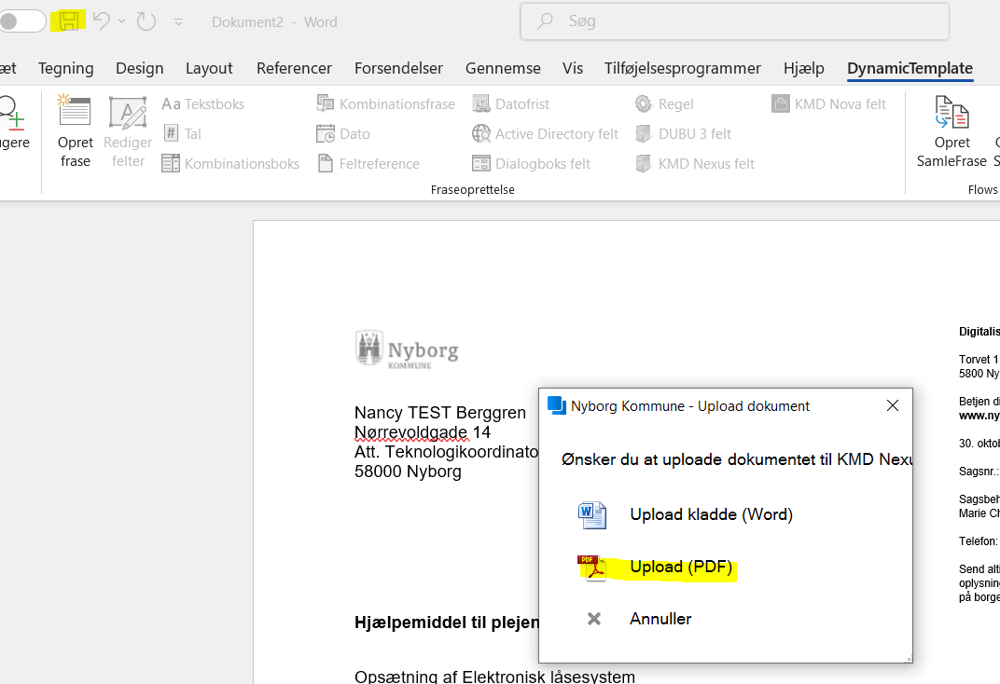 Dokument2 - Word
Søg
Tegning Design Layout Referencer Forsendelser Gennemse Vis Tilføjelsesprogrammer Hjælp DynamicTemplate
Opret frase
Rediger felter
Aa Tekstboks
# Tal
Kombinationsboks
Kombinationsfrase
Dato
Feltreference
Datofrist
Active Directory felt
Dialogboks felt
Regel
DUBU 3 felt
KMD Nexus felt
KMD Nova felt
Fraseoprettelse
Opret
SamleFrase
Flows
Nyborg
KOMMUNE
Nancy TEST Berggren
Nørrevoldgade 14
Att. Teknologikoordinato
58000 Nyborg
Hjælpemiddel til plejen
Opsætning af Elektronisk låsesystem
Nyborg Kommune - Upload dokument
Ønsker du at uploade dokumentet til KMD Nexu
Upload kladde (Word)
PDF
Upload (PDF)
Annuller
Digitalis
Torvet 1
5800 Ny
Betjen di
www.ny
30. oktob
Sagsnr.:
Sagsbeh
Marie Ch
Telefon:
Send alti
oplysning
på borge